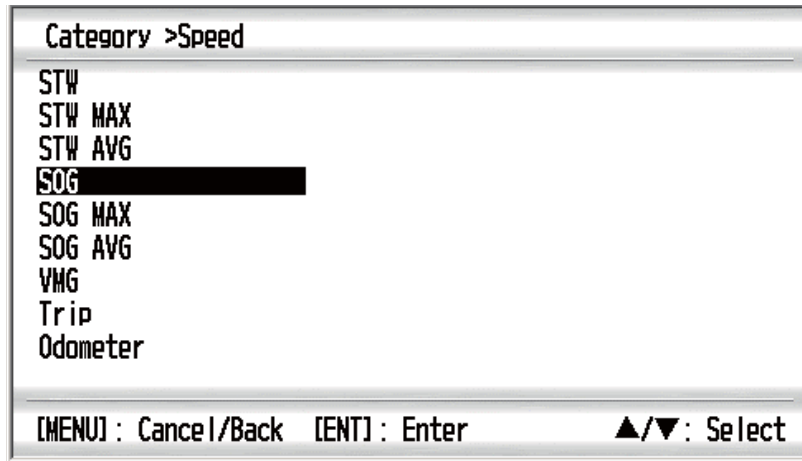 Category >Speed
STW
STW MAX
STW AVG
SOG
SOG MAX
SOG AVG
VMG
Trip
Odometer
[MENU] : Cancel/Back [ENT] : Enter ▲/▼: Select